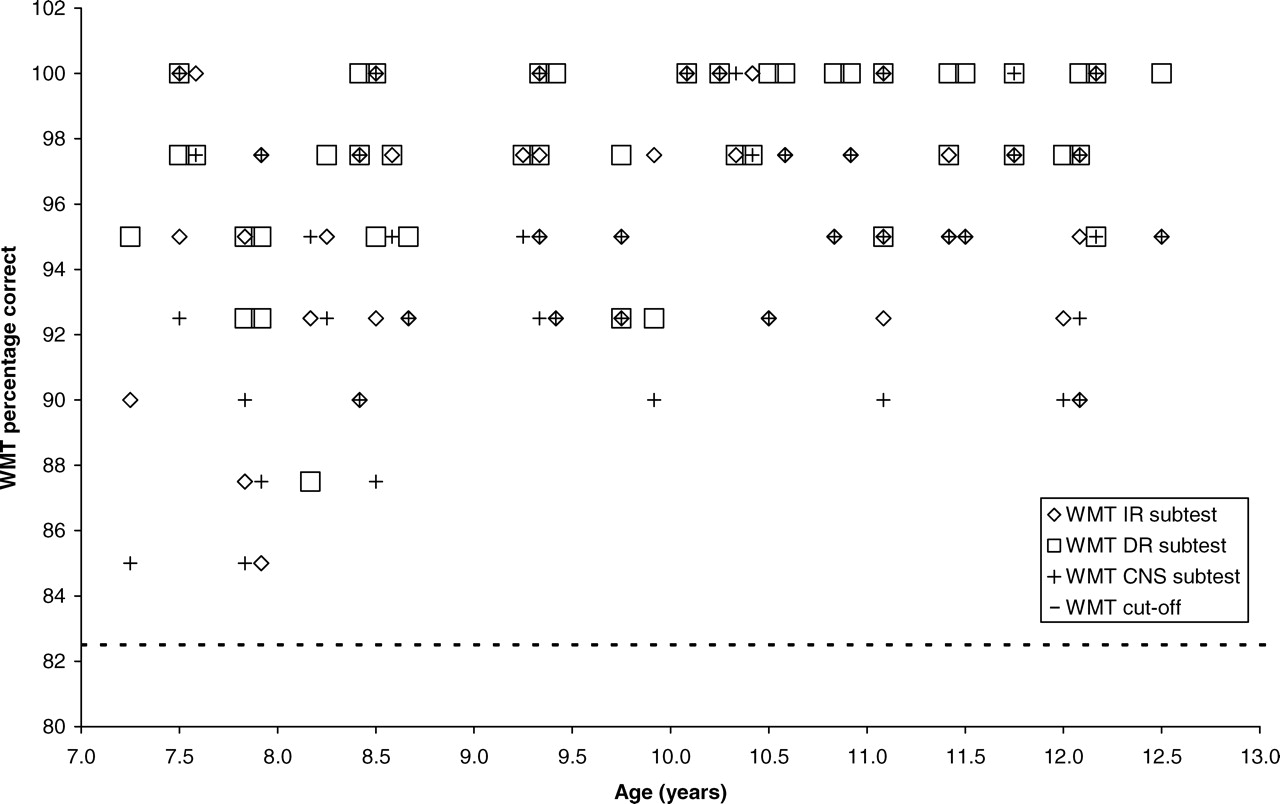 102
100
98
96
94
92
90
88
86
84
82
80
WMT percentage correct
WMT IR subtest
WMT DR subtest
WMT CNS subtest
WMT cut-off
7.0 7.5 8.0 8.5 9.0 9.5 10.0 10.5 11.0 11.5 12.0 12.5 13.0
Age (years)